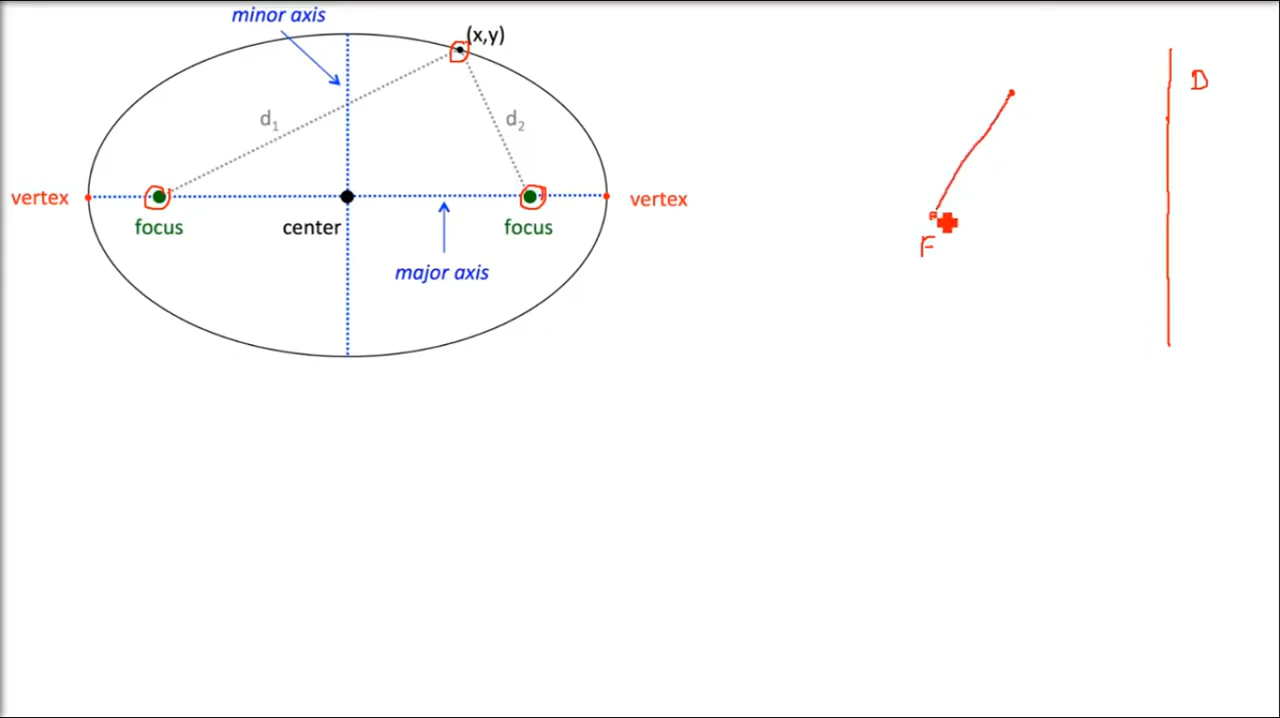 minor axis
(x,y)
d1
d2
vertex
vertex
focus
center
focus
major axis
D
F